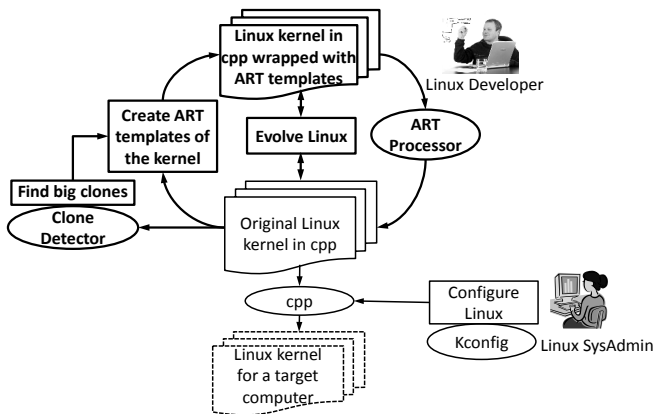 Linux kernel in
cpp wrapped with
ART templates
Linux Developer
Create ART
templates of
the kernel
Evolve Linux
ART
Processor
Find big clones
Clone
Detector
Original Linux
kernel in cpp
cpp
Configure
Linux
Kconfig
Linux SysAdmin
Linux kernel
for a target
computer